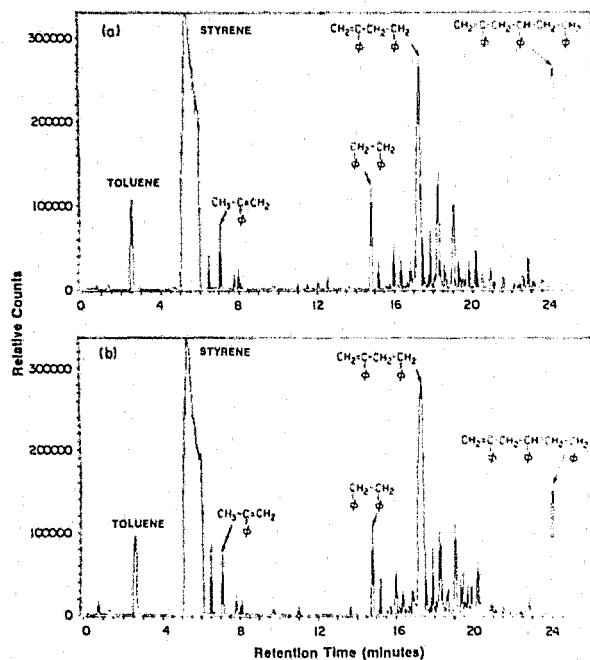 (a)
STYRENE
CH₂=C-CH₂-CH₂
ϕ ϕ
CH₂-C-CH₂-CH-CH₂-CH₂
ϕ ϕ ϕ
300000
200000
CH₂-CH₂
ϕ ϕ
TOLUENE
CH₃-C=CH₂
ϕ
100000
0
0 4 8 12 16 20 24
Relative Counts
(b)
STYRENE
CH₂=C-CH₂-CH₂
ϕ ϕ
300000
CH₂=C-CH₂-CH-CH₂-CH₂
ϕ ϕ ϕ
200000
CH₂-CH₂
ϕ ϕ
CH₃-C=CH₂
ϕ
TOLUENE
100000
0
0 4 8 12 16 20 24
Retention Time (minutes)